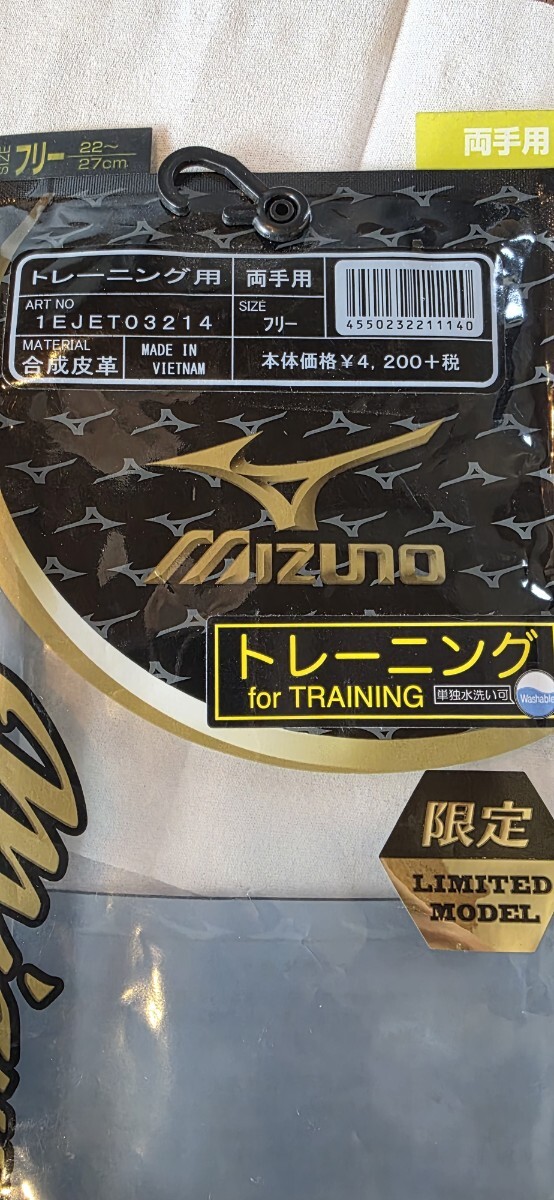 SIZE フリー 22〜27cm
両手用
トレーニング用 両手用
ART NO SIZE
1EJET03214 フリー
4550232211140
MATERIAL
合成皮革 MADE IN VIETNAM 本体価格¥4,200+税
MIZUNO
トレーニング
for TRAINING 単独水洗い可 Washable
限定
LIMITED
MODEL